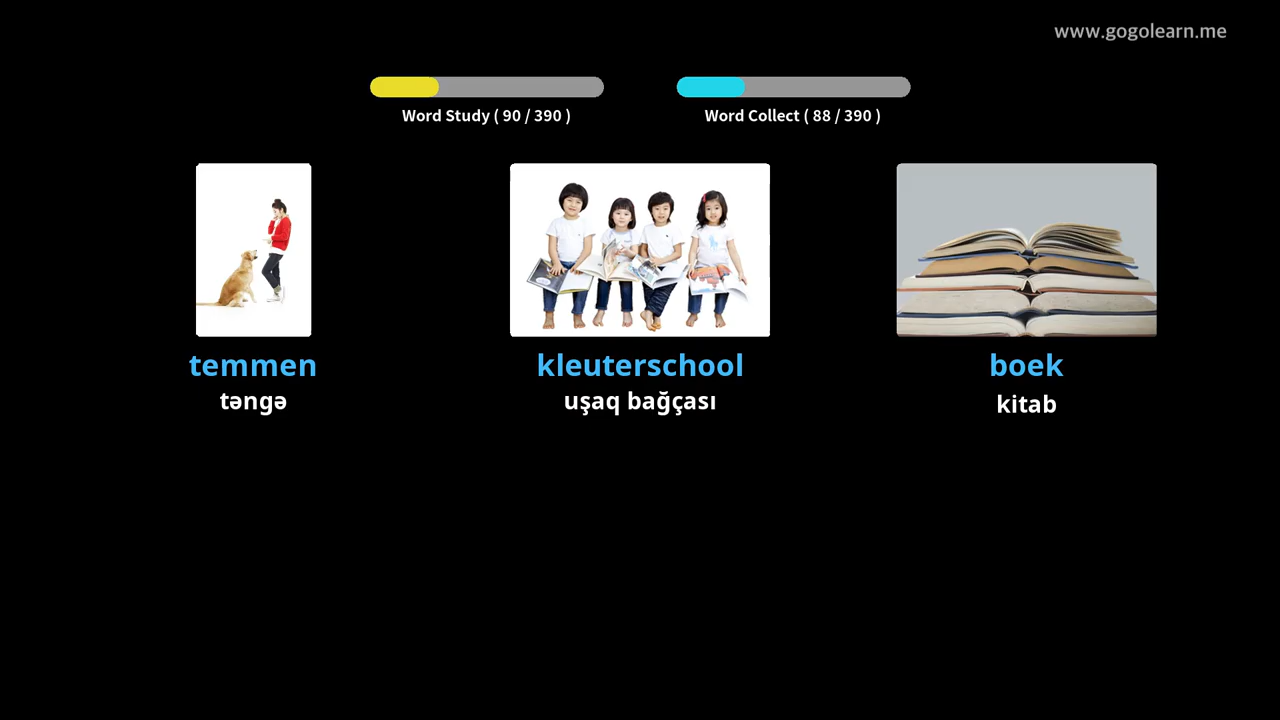 www.gogolearn.me
Word Study ( 90 / 390 )
Word Collect ( 88 / 390 )
temmen
təngə
kleuterschool
uşaq bağçası
boek
kitab